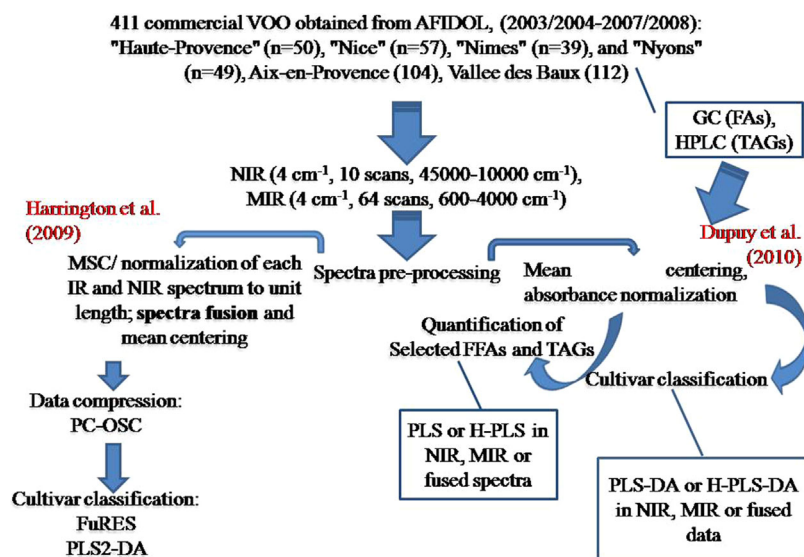 411 commercial VOO obtained from AFIDOL, (2003/2004-2007/2008):
"Haute-Provence" (n=50), "Nice" (n=57), "Nimes" (n=39), and "Nyons"
(n=49), Aix-en-Provence (104), Vallee des Baux (112)
GC (FAs),
HPLC (TAGs)
NIR (4 cm⁻¹, 10 scans, 45000-10000 cm⁻¹),
MIR (4 cm⁻¹, 64 scans, 600-4000 cm⁻¹)
Harrington et al.
(2009)
Dupuy et al.
(2010)
MSC/ normalization of each
IR and NIR spectrum to unit
length; spectra fusion and
mean centering
Spectra pre-processing
Mean centering,
absorbance normalization
Quantification of
Selected FFAs and TAGs
Cultivar classification
Data compression:
PC-OSC
PLS or H-PLS in
NIR, MIR or
fused spectra
PLS-DA or H-PLS-DA
in NIR, MIR or fused
data
Cultivar classification:
FuRES
PLS2-DA